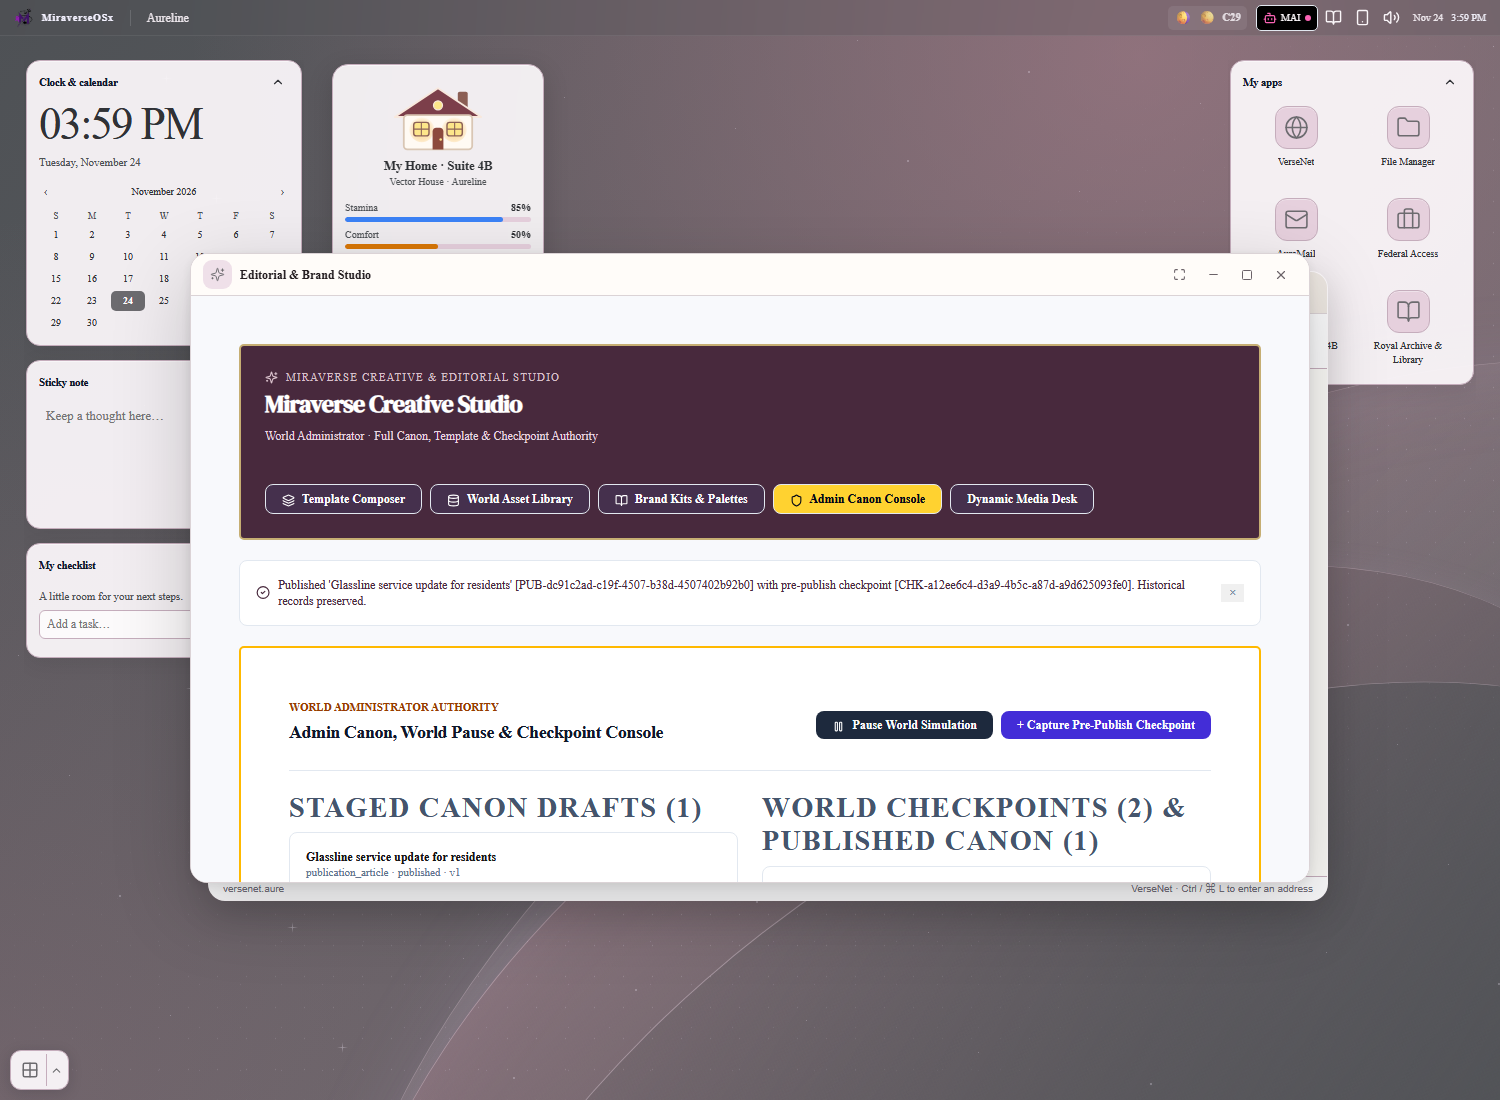 MiraverseOSx
Aureline
C29
MAI
Nov 24 3:59 PM
Clock & calendar
03:59 PM
Tuesday, November 24
‹ November 2026 ›
S M T W T F S
1 2 3 4 5 6 7
8 9 10 11
15 16 17 18
22 23 24 25
29 30
My Home · Suite 4B
Vector House · Aureline
Stamina 85%
Comfort 50%
My apps
VerseNet
File Manager
Federal Access
4B
Royal Archive &
Library
Sticky note
Keep a thought here…
My checklist
A little room for your next steps.
Add a task…
Editorial & Brand Studio
MIRAVERSE CREATIVE & EDITORIAL STUDIO
Miraverse Creative Studio
World Administrator · Full Canon, Template & Checkpoint Authority
Template Composer
World Asset Library
Brand Kits & Palettes
Admin Canon Console
Dynamic Media Desk
Published 'Glassline service update for residents' [PUB-dc91c2ad-c19f-4507-b38d-4507402b92b0] with pre-publish checkpoint [CHK-a12ee6c4-d3a9-4b5c-a87d-a9d625093fe0]. Historical
records preserved.
×
WORLD ADMINISTRATOR AUTHORITY
Admin Canon, World Pause & Checkpoint Console
Pause World Simulation
+ Capture Pre-Publish Checkpoint
STAGED CANON DRAFTS (1)
Glassline service update for residents
publication_article · published · v1
WORLD CHECKPOINTS (2) &
PUBLISHED CANON (1)
versenet.aure
VerseNet · Ctrl / ⌘ L to enter an address